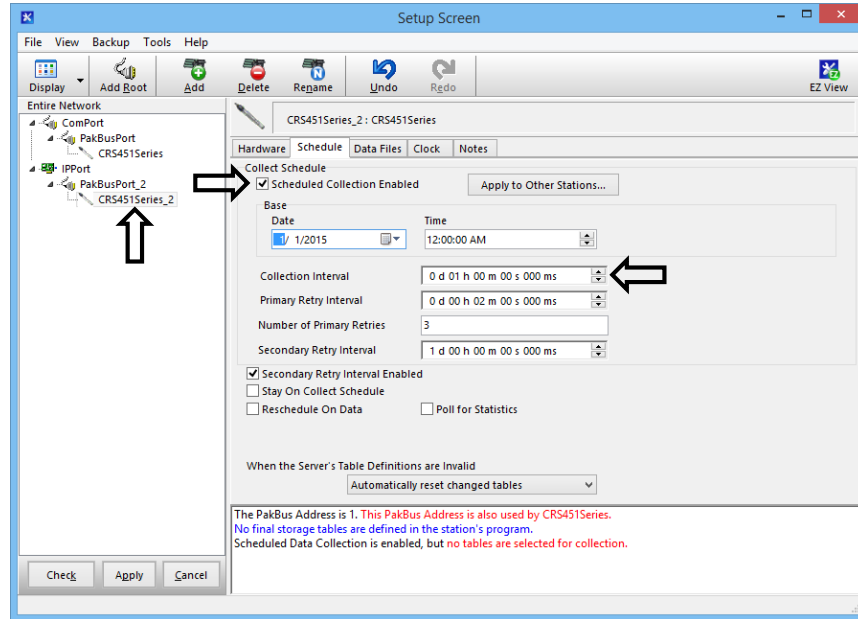 Setup Screen
File View Backup Tools Help
Display Add Root Add Delete Rename Undo Redo EZ View
Entire Network
ComPort
PakBusPort
CRS451Series
IPPort
PakBusPort_2
CRS451Series_2
CRS451Series_2 : CRS451Series
Hardware Schedule Data Files Clock Notes
Collect Schedule
Scheduled Collection Enabled Apply to Other Stations...
Base
Date Time
1/ 1/2015 12:00:00 AM
Collection Interval 0 d 01 h 00 m 00 s 000 ms
Primary Retry Interval 0 d 00 h 02 m 00 s 000 ms
Number of Primary Retries 3
Secondary Retry Interval 1 d 00 h 00 m 00 s 000 ms
Secondary Retry Interval Enabled
Stay On Collect Schedule
Reschedule On Data Poll for Statistics
When the Server's Table Definitions are Invalid
Automatically reset changed tables
The PakBus Address is 1. This PakBus Address is also used by CRS451Series.
No final storage tables are defined in the station's program.
Scheduled Data Collection is enabled, but no tables are selected for collection.
Check Apply Cancel